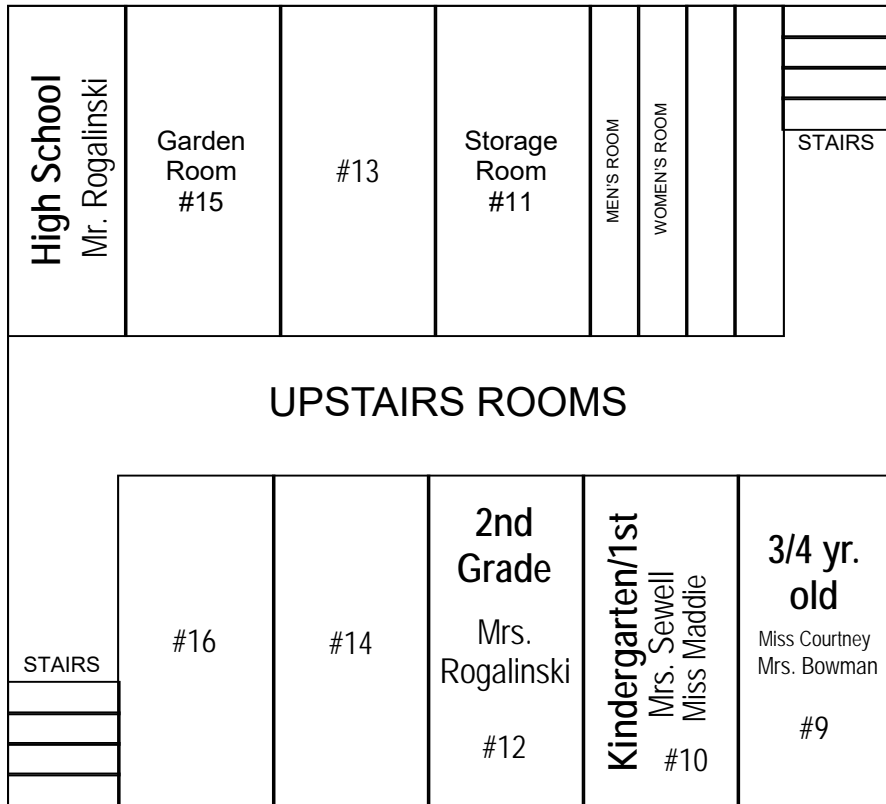 High School
Mr. Rogalinski
Garden
Room
#15
#13
Storage
Room
#11
MEN'S ROOM
WOMEN'S ROOM
STAIRS
UPSTAIRS ROOMS
STAIRS
#16
#14
2nd
Grade
Mrs.
Rogalinski
#12
Kindergarten/1st
Mrs. Sewell
Miss Maddie
#10
3/4 yr.
old
Miss Courtney
Mrs. Bowman
#9